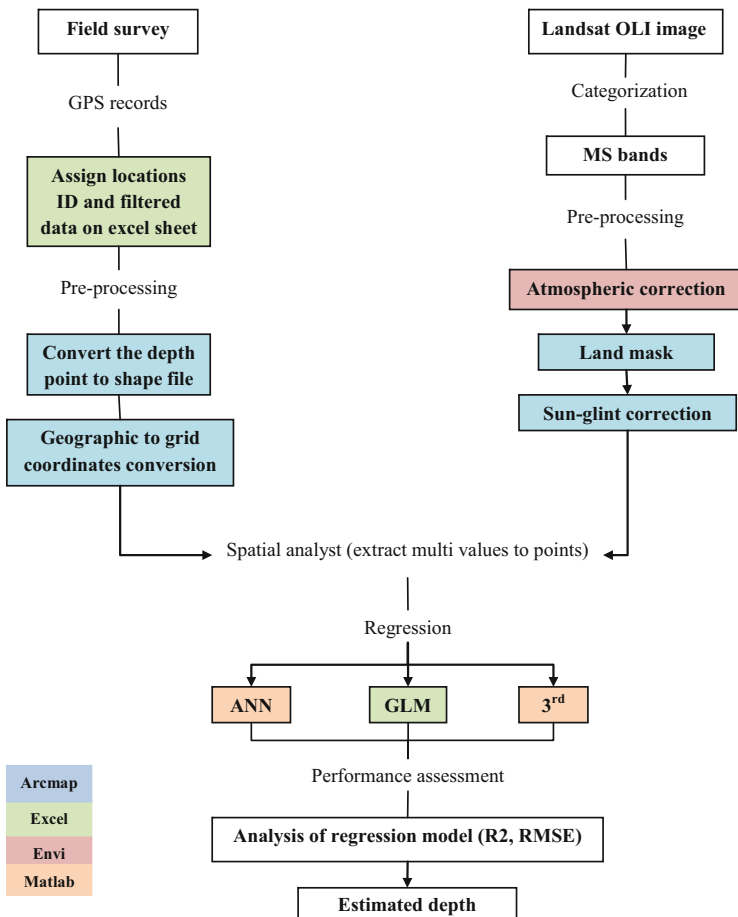 Field survey
GPS records
Assign locations
ID and filtered
data on excel sheet
Pre-processing
Convert the depth
point to shape file
Geographic to grid
coordinates conversion
Landsat OLI image
Categorization
MS bands
Pre-processing
Atmospheric correction
Land mask
Sun-glint correction
Spatial analyst (extract multi values to points)
Regression
ANN
GLM
3rd
Performance assessment
Analysis of regression model (R2, RMSE)
Estimated depth
Arcmap
Excel
Envi
Matlab